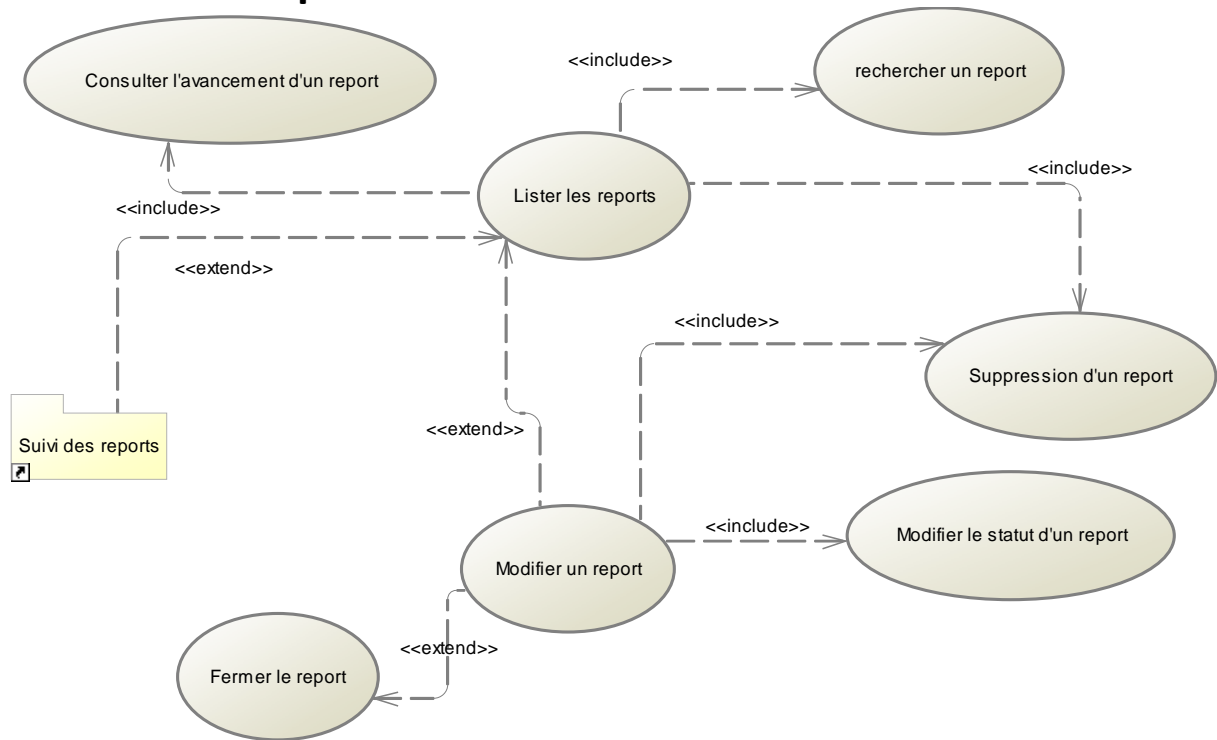 <<include>>
rechercher un report
Consulter l'avancement d'un report
<<include>>
Lister les reports
<<include>>
<<extend>>
<<include>>
Suppression d'un report
<<extend>>
Suivi des reports
<<include>>
Modifier le statut d'un report
Modifier un report
<<extend>>
Fermer le report